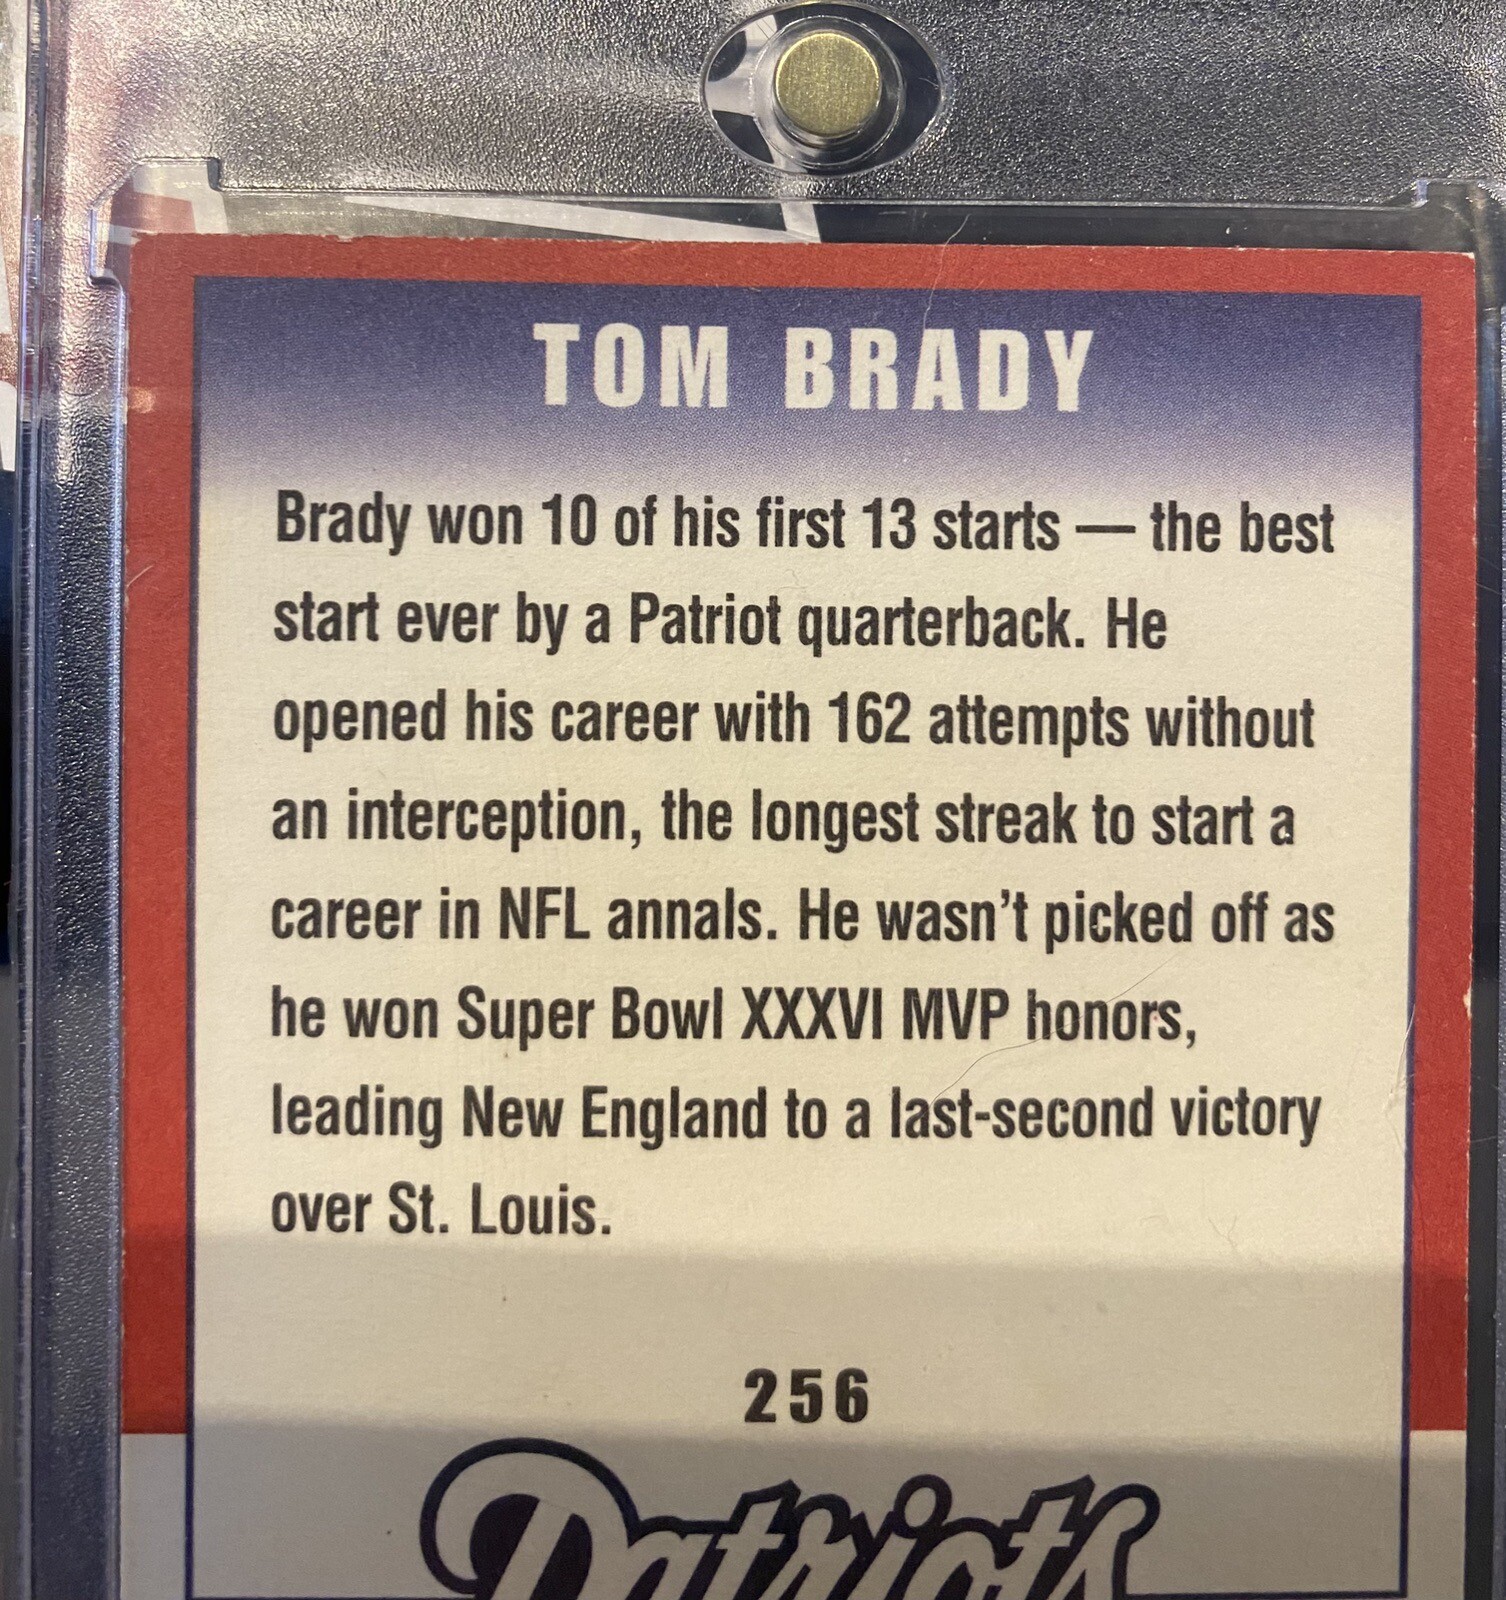 TOM BRADY
Brady won 10 of his first 13 starts — the best
start ever by a Patriot quarterback. He
opened his career with 162 attempts without
an interception, the longest streak to start a
career in NFL annals. He wasn't picked off as
he won Super Bowl XXXVI MVP honors,
leading New England to a last-second victory
over St. Louis.
256
Patriots